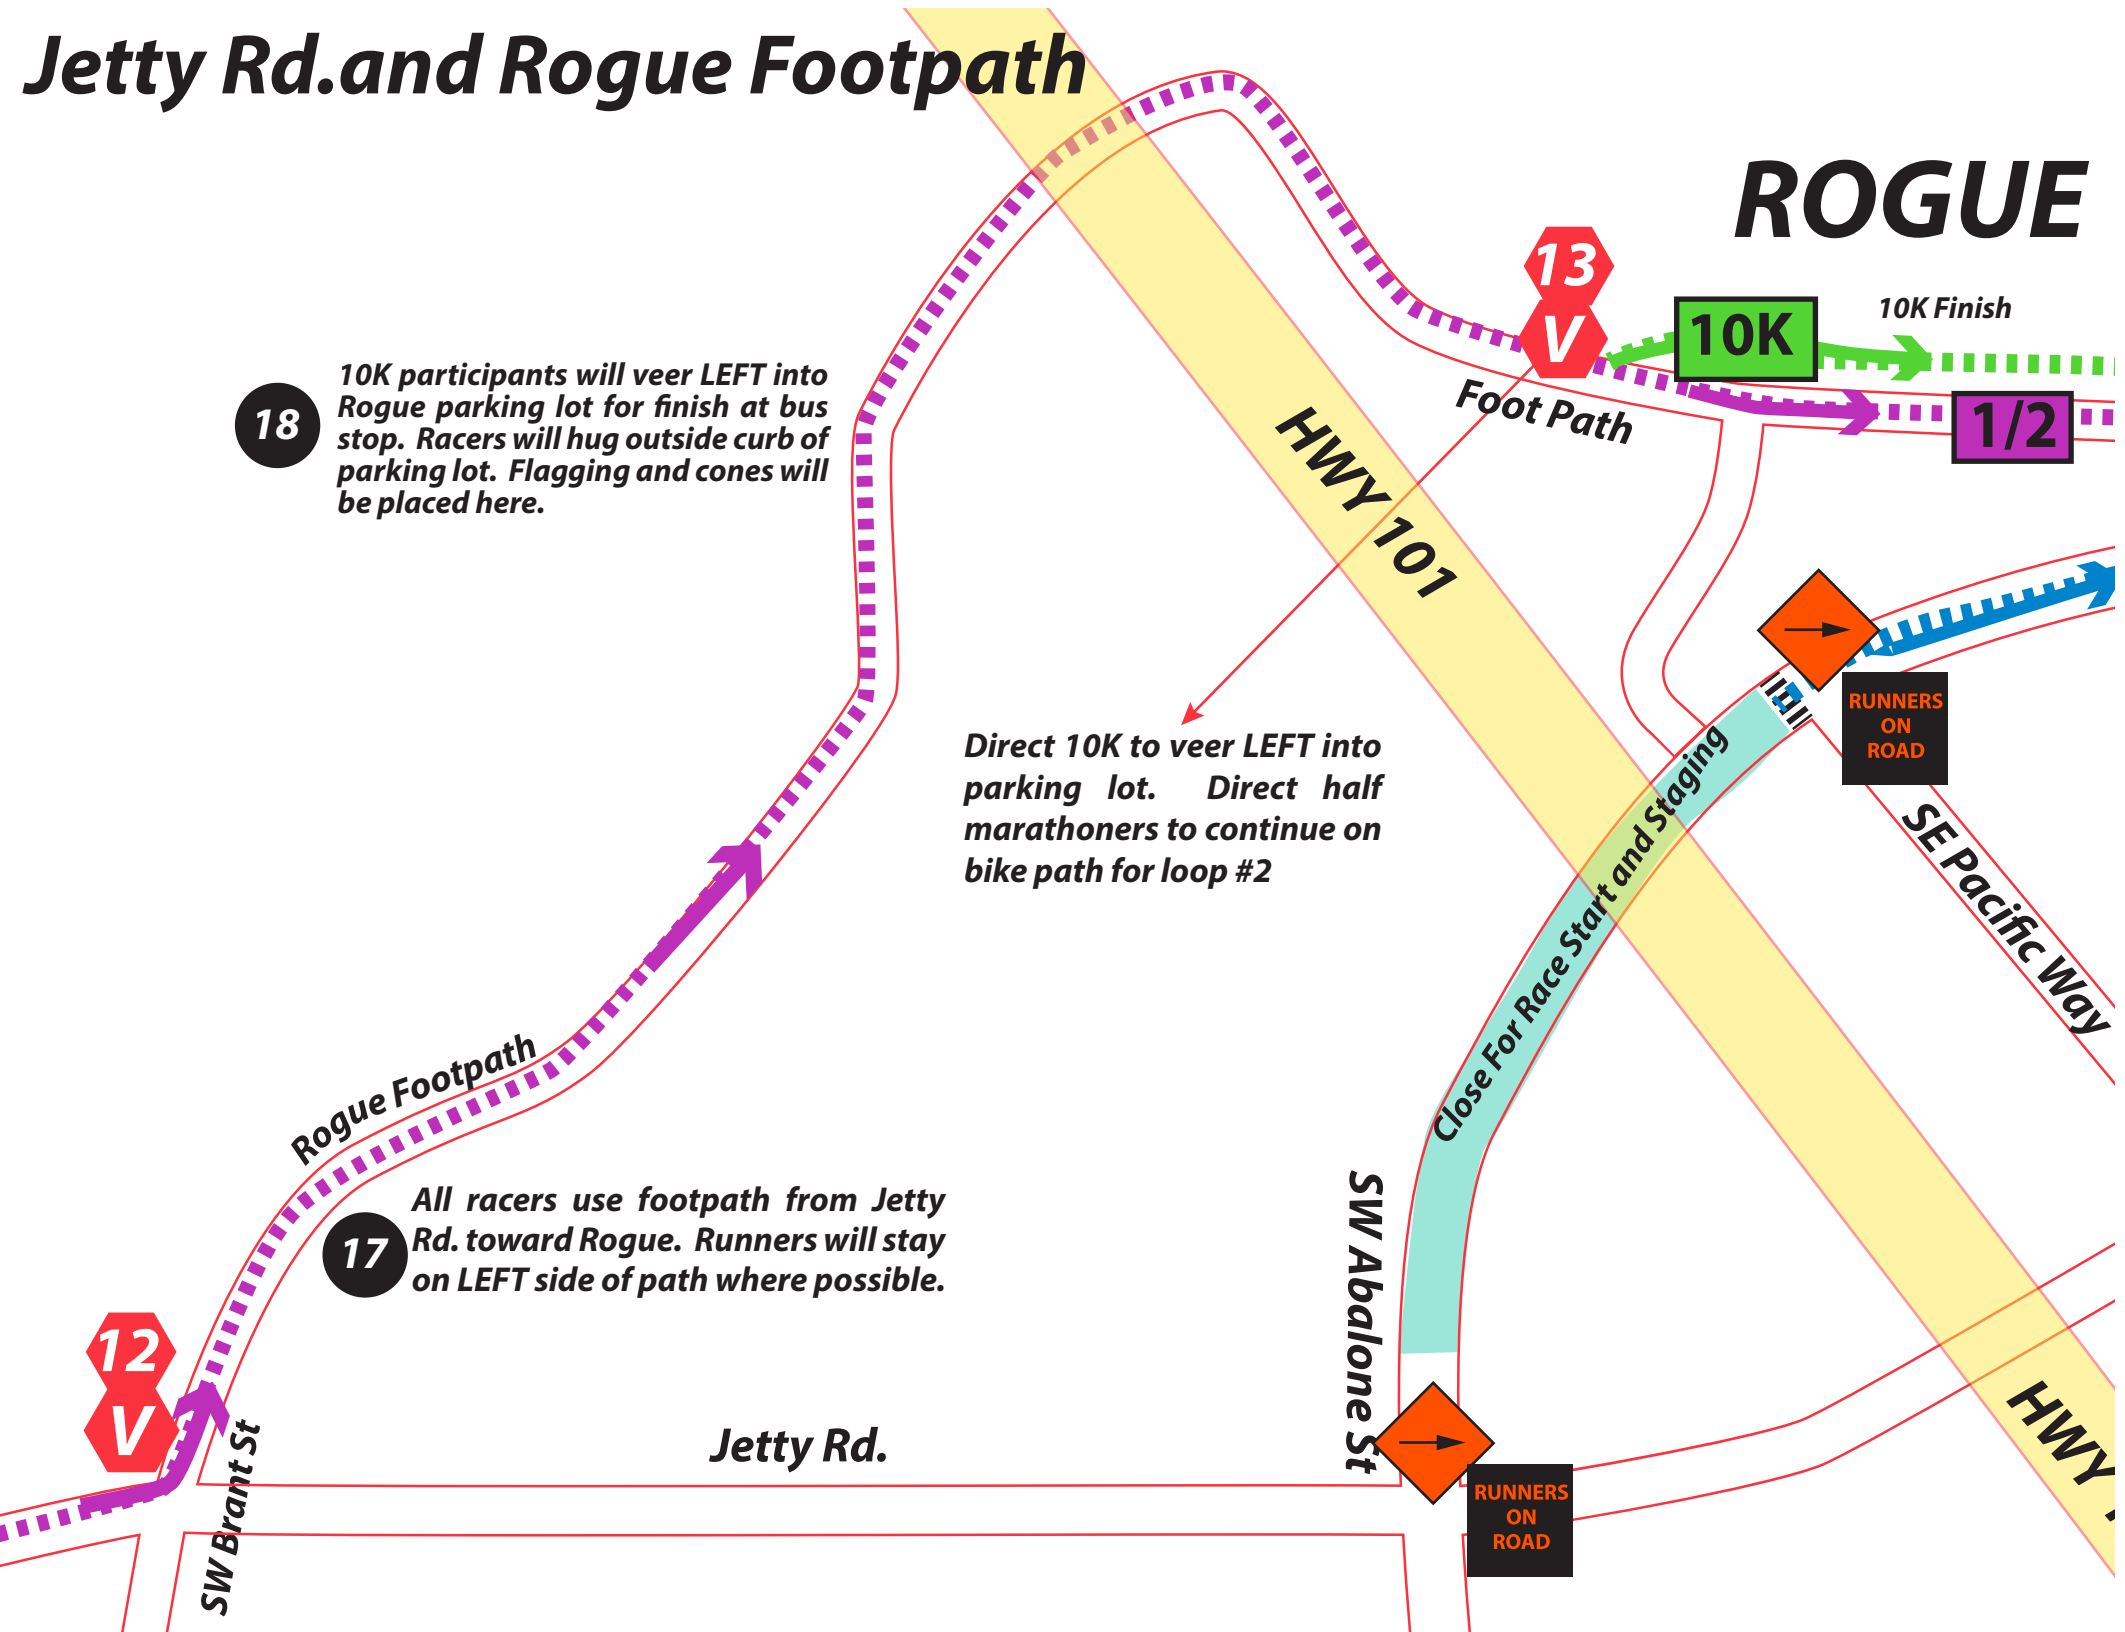 Jetty Rd.and Rogue Footpath
ROGUE
13
V
10K
10K Finish
1/2
Foot Path
HWY 101
18
10K participants will veer LEFT into
Rogue parking lot for finish at bus
stop. Racers will hug outside curb of
parking lot. Flagging and cones will
be placed here.
RUNNERS
ON
ROAD
Direct 10K to veer LEFT into
parking lot. Direct half
marathoners to continue on
bike path for loop #2
Close For Race Start and Staging
SE Pacific Way
Rogue Footpath
17
All racers use footpath from Jetty
Rd. toward Rogue. Runners will stay
on LEFT side of path where possible.
SW Abalone St
12
V
SW Brant St
Jetty Rd.
RUNNERS
ON
ROAD
HWY